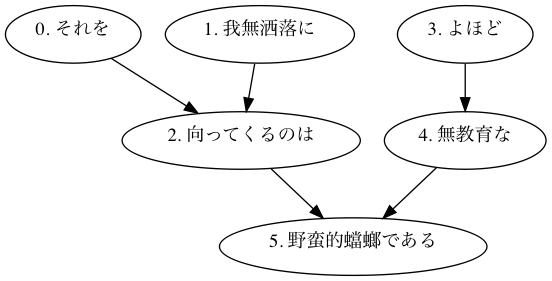 0. それを
1. 我無洒落に
3. よほど
2. 向ってくるのは
4. 無教育な
5. 野蛮的蟷螂である